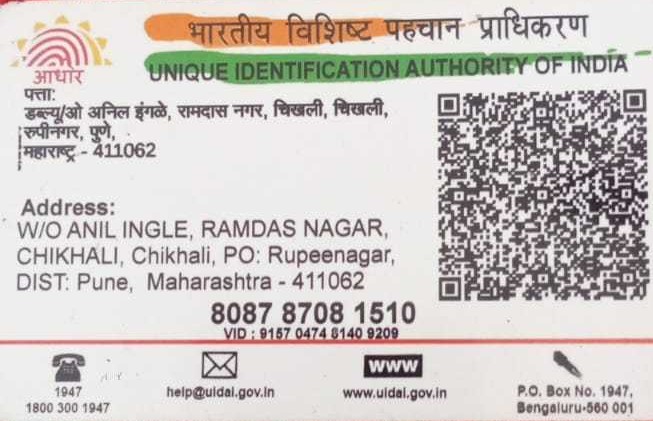 भारतीय विशिष्ट पहचान प्राधिकरण
आधार
UNIQUE IDENTIFICATION AUTHORITY OF INDIA
पत्ता:
डब्ल्यू/ओ अनिल इंगळे, रामदास नगर, चिखली, चिखली,
रुपीनगर, पुणे,
महाराष्ट्र - 411062
Address:
W/O ANIL INGLE, RAMDAS NAGAR,
CHIKHALI, Chikhali, PO: Rupeenagar,
DIST: Pune, Maharashtra - 411062
8087 8708 1510
VID : 9157 0474 8140 9209
1947
1800 300 1947
help@uidai.gov.in
www
www.uidai.gov.in
P.O. Box No. 1947,
Bengaluru-560 001